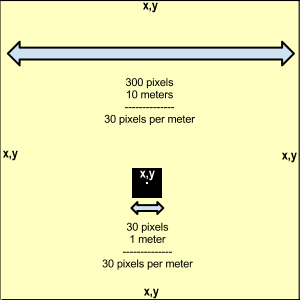 x,y
300 pixels
10 meters
--------------
30 pixels per meter
x,y
x,y
x,y
30 pixels
1 meter
--------------
30 pixels per meter
x,y